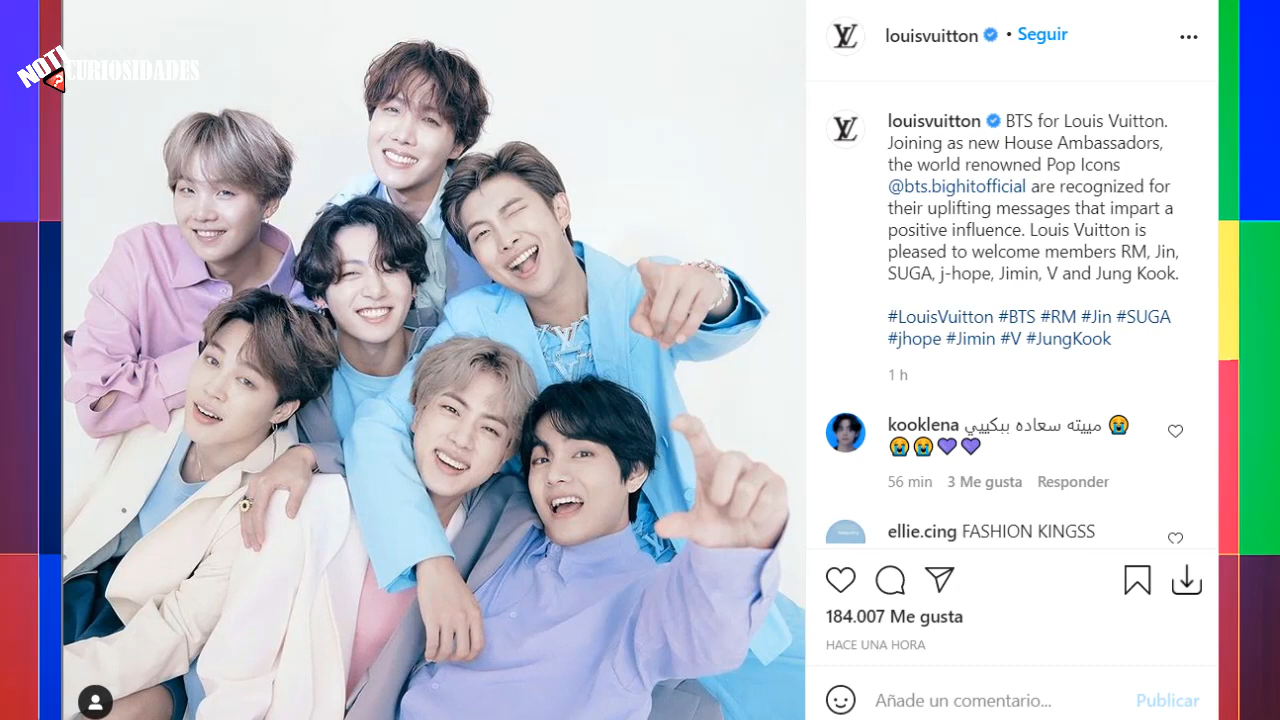 NOTI
CURIOSIDADES
?
louisvuitton • Seguir
louisvuitton BTS for Louis Vuitton.
Joining as new House Ambassadors,
the world renowned Pop Icons
@bts.bighitofficial are recognized for
their uplifting messages that impart a
positive influence. Louis Vuitton is
pleased to welcome members RM, Jin,
SUGA, j-hope, Jimin, V and Jung Kook.
#LouisVuitton #BTS #RM #Jin #SUGA
#jhope #Jimin #V #JungKook
1 h
kooklena مييته سعاده ببكيييي 😭
😭😭💜💜
56 min 3 Me gusta Responder
ellie.cing FASHION KINGSS
184.007 Me gusta
HACE UNA HORA
Añade un comentario... Publicar